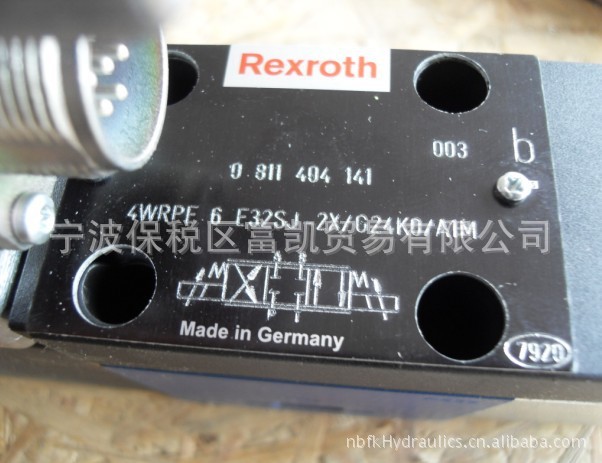 Rexroth
003
b
0 811 404 141
4WRPE 6 E32SJ 2X/G24K0/A1M
宁波保税区富凯贸易有限公司
Made in Germany
7920
nbfkHydraulics.cn.alibaba.com